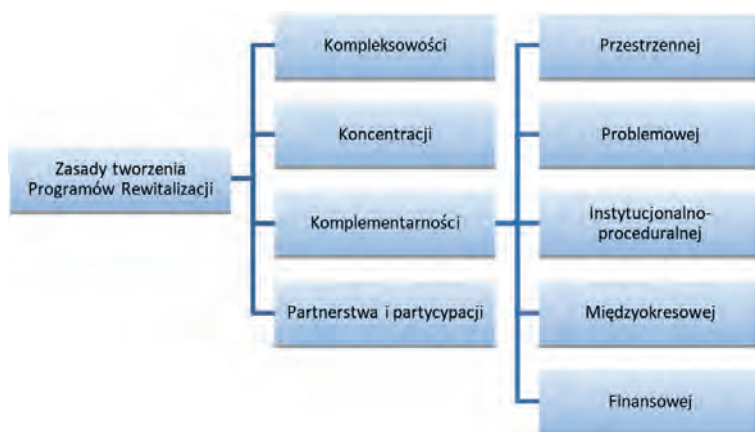 Zasady tworzenia
Programów Rewitalizacji
Kompleksowości
Koncentracji
Komplementarności
Partnerstwa i partycypacji
Przestrzennej
Problemowej
Instytucjonalno-
proceduralnej
Międzyokresowej
Finansowej